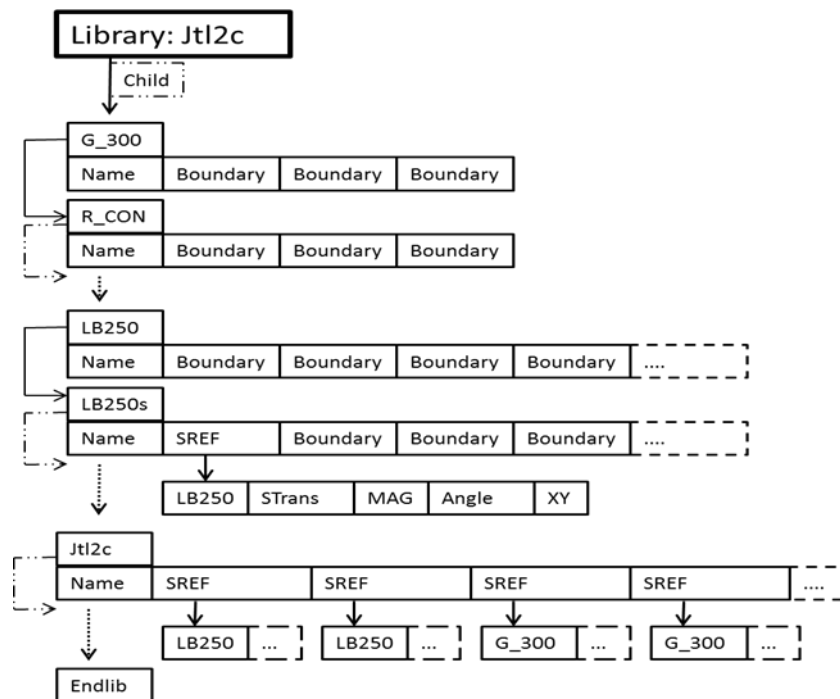 Library: Jtl2c
Child
G_300
Name Boundary Boundary Boundary
R_CON
Name Boundary Boundary Boundary
LB250
Name Boundary Boundary Boundary Boundary ....
LB250s
Name SREF Boundary Boundary Boundary ....
LB250 STrans MAG Angle XY
Jtl2c
Name SREF SREF SREF SREF ....
LB250 ... LB250 ... G_300 ... G_300 ...
Endlib